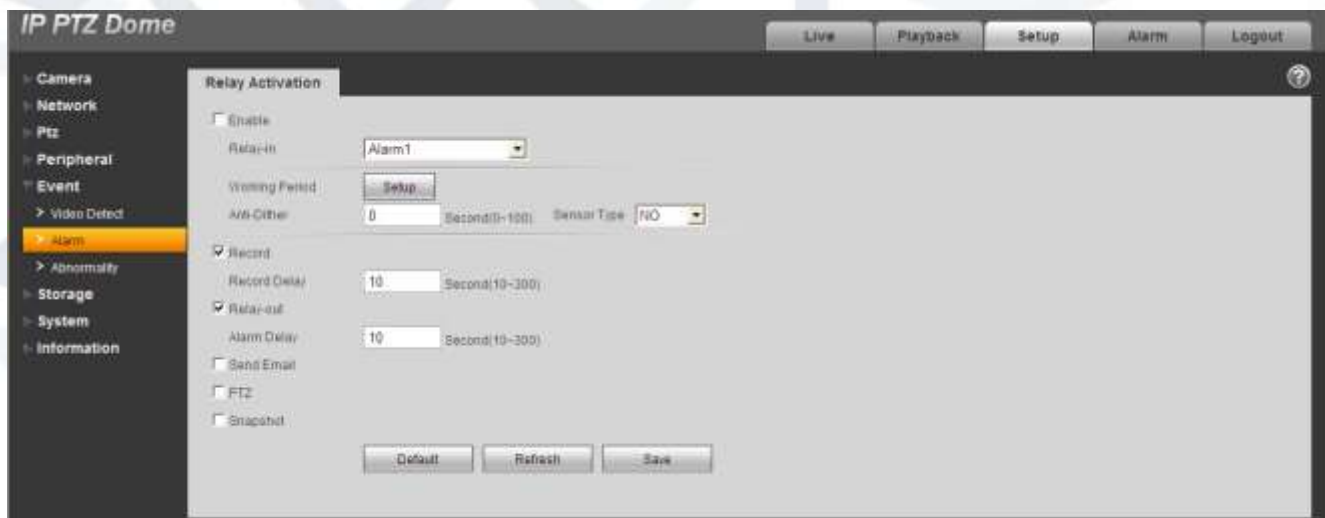 IP PTZ Dome
Live
Playback
Setup
Alarm
Logout
Camera
Network
Ptz
Peripheral
Event
> Video Detect
> Alarm
> Abnormality
Storage
System
Information
Relay Activation
Enable
Relay-in Alarm1
Working Period Setup
Anti-Dither 0 Second(0~100) Sensor Type NO
Record
Record Delay 10 Second(10~300)
Relay-out
Alarm Delay 10 Second(10~300)
Send Email
PTZ
Snapshot
Default Refresh Save